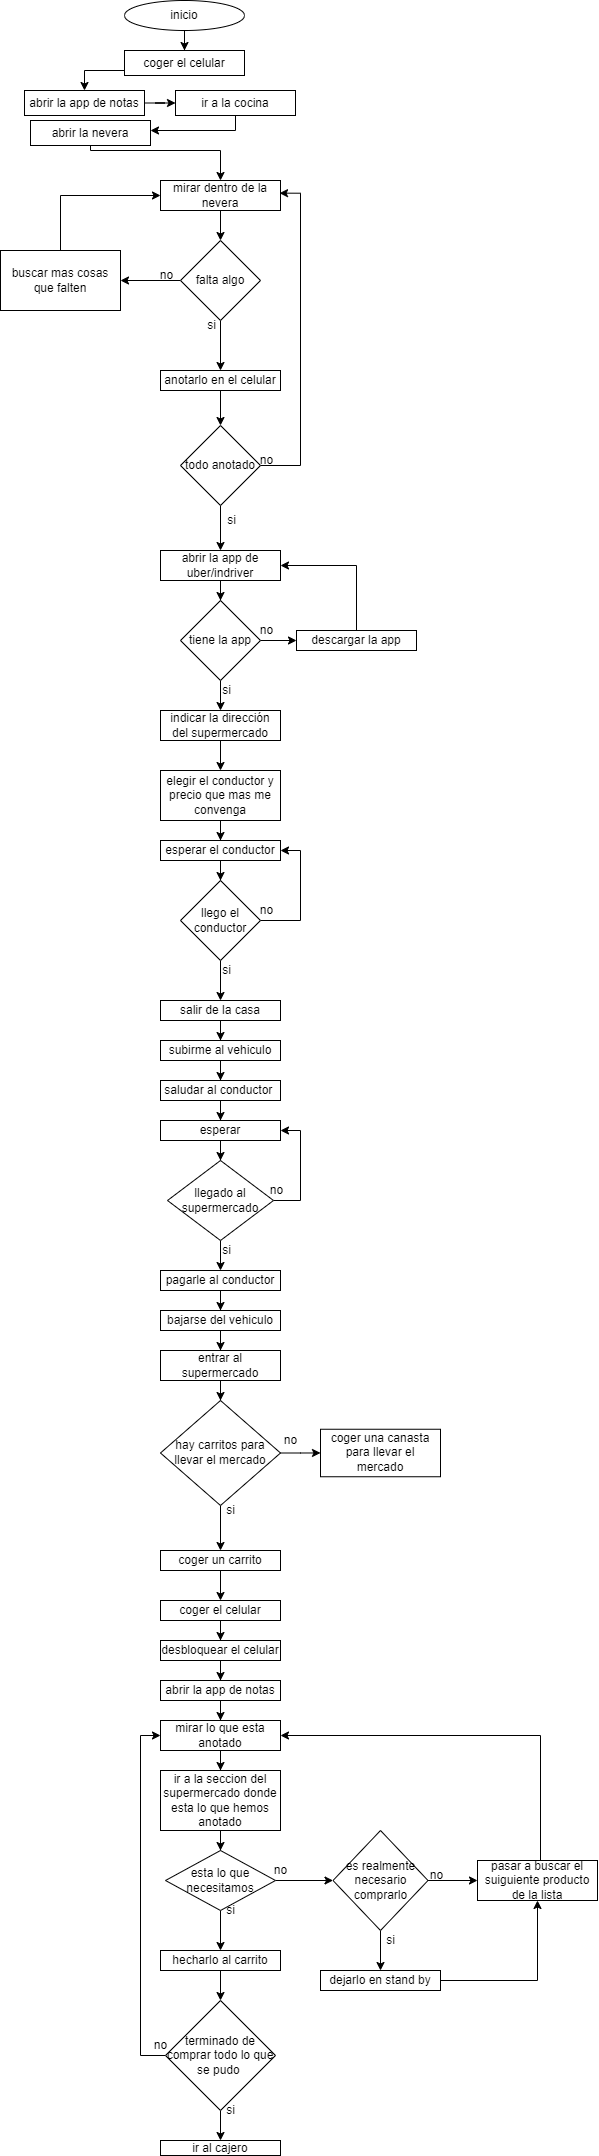 inicio
coger el celular
abrir la app de notas
ir a la cocina
abrir la nevera
mirar dentro de la
nevera
buscar mas cosas
que falten
no
falta algo
si
anotarlo en el celular
todo anotado
no
si
abrir la app de
uber/indriver
tiene la app
no
descargar la app
si
indicar la dirección
del supermercado
elegir el conductor y
precio que mas me
convenga
esperar el conductor
llego el
conductor
no
si
salir de la casa
subirme al vehiculo
saludar al conductor
esperar
llegado al
supermercado
no
si
pagarle al conductor
bajarse del vehiculo
entrar al
supermercado
hay carritos para
llevar el mercado
no
coger una canasta
para llevar el
mercado
si
coger un carrito
coger el celular
desbloquear el celular
abrir la app de notas
mirar lo que esta
anotado
ir a la seccion del
supermercado donde
esta lo que hemos
anotado
esta lo que
necesitamos
no
es realmente
necesario
comprarlo
no
pasar a buscar el
suiguiente producto
de la lista
si
si
hecharlo al carrito
dejarlo en stand by
terminado de
comprar todo lo que
se pudo
no
si
ir al cajero